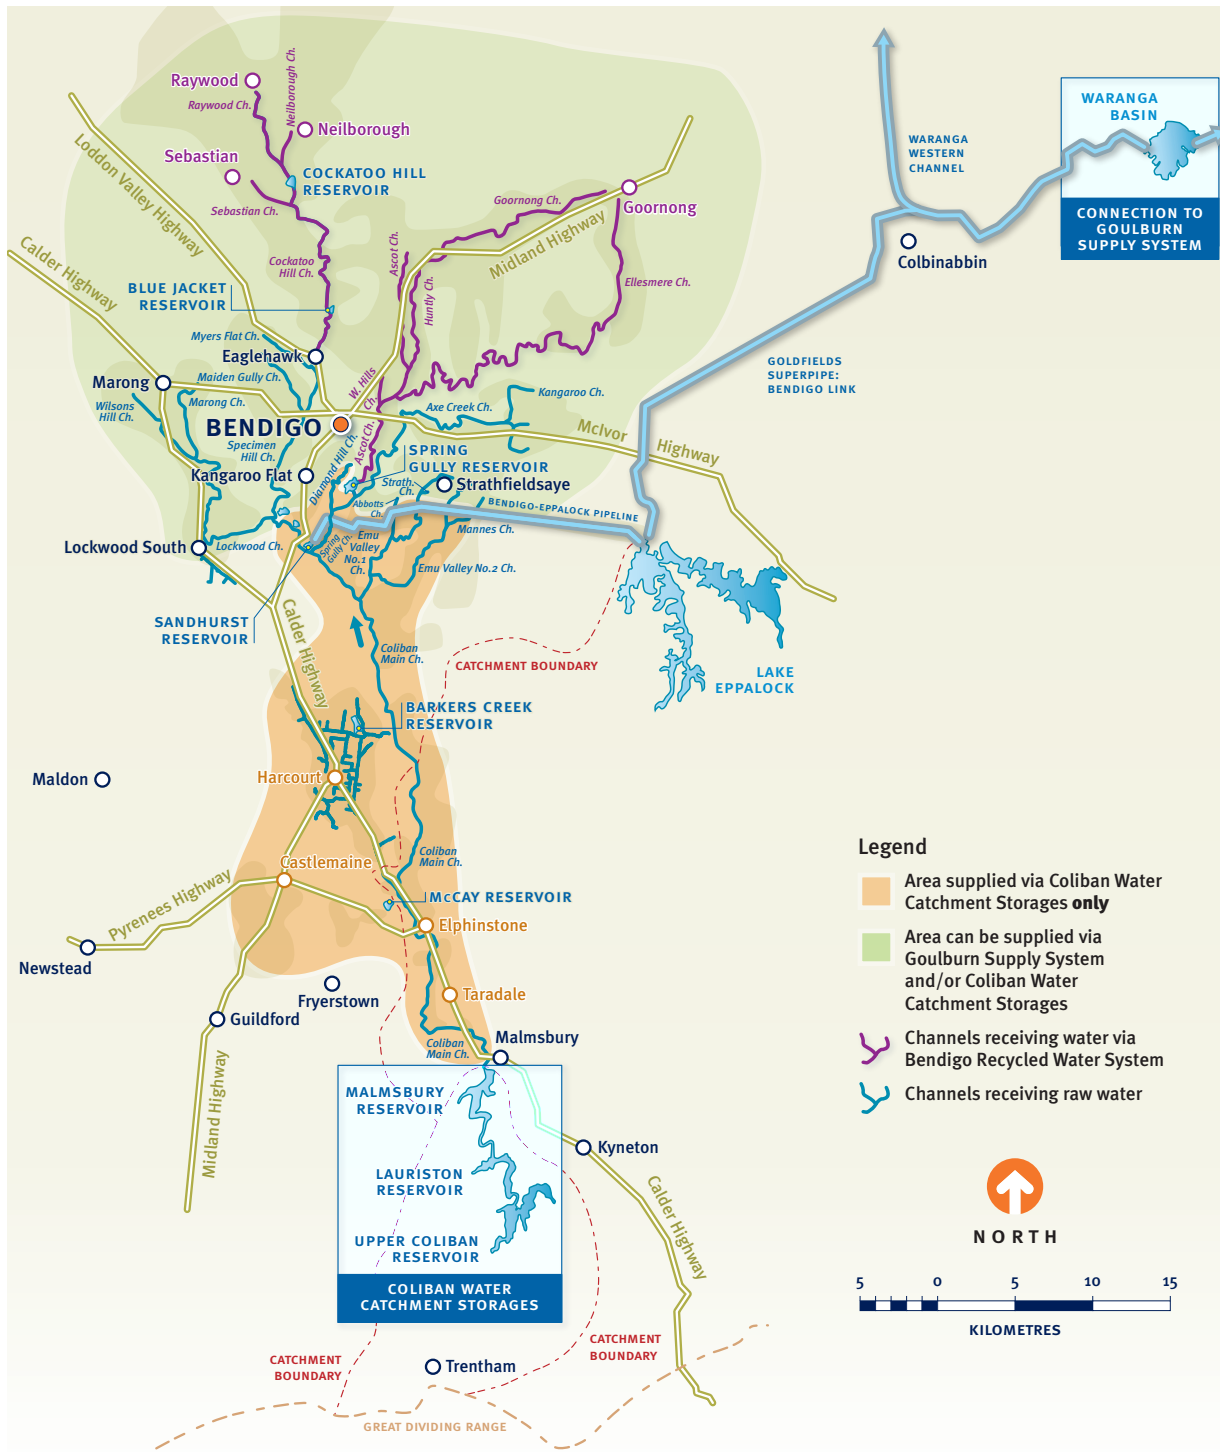 Raywood
Raywood Ch.
Neilborough Ch.
Neilborough
Sebastian
COCKATOO HILL
RESERVOIR
Sebastian Ch.
Loddon Valley Highway
Calder Highway
Cockatoo
Hill Ch.
BLUE JACKET
RESERVOIR
Goornong Ch.
Goornong
Midland Highway
Ascot Ch.
Huntly Ch.
Ellesmere Ch.
WARANGA
WESTERN
CHANNEL
WARANGA
BASIN
CONNECTION TO
GOULBURN
SUPPLY SYSTEM
Colbinabbin
GOLDFIELDS
SUPERPIPE:
BENDIGO LINK
Myers Flat Ch.
Eaglehawk
Marong
Maiden Gully Ch.
Wilsons
Hill Ch.
Marong Ch.
W. Hills
Ch.
Axe Creek Ch.
Kangaroo Ch.
BENDIGO
McIvor Highway
Specimen
Hill Ch.
Diamond Hill Ch.
Ascot Ch.
SPRING
GULLY RESERVOIR
Kangaroo Flat
Strath.
Ch.
Strathfieldsaye
Abbotts
Ch.
BENDIGO-EPPALOCK PIPELINE
Mannes Ch.
Lockwood South
Lockwood Ch.
Spring
Gully Ch.
Emu
Valley
No.1
Ch.
Emu Valley No.2 Ch.
SANDHURST
RESERVOIR
Calder Highway
Coliban
Main Ch.
CATCHMENT BOUNDARY
LAKE
EPPALOCK
BARKERS CREEK
RESERVOIR
Maldon
Harcourt
Coliban
Main Ch.
Castlemaine
Pyrenees Highway
McCAY RESERVOIR
Elphinstone
Newstead
Fryerstown
Taradale
Guildford
Malmsbury
Coliban
Main Ch.
Midland Highway
MALMSBURY
RESERVOIR
LAURISTON
RESERVOIR
UPPER COLIBAN
RESERVOIR
COLIBAN WATER
CATCHMENT STORAGES
Kyneton
Calder Highway
CATCHMENT
BOUNDARY
CATCHMENT
BOUNDARY
Trentham
GREAT DIVIDING RANGE
Legend
Area supplied via Coliban Water
Catchment Storages only
Area can be supplied via
Goulburn Supply System
and/or Coliban Water
Catchment Storages
Channels receiving water via
Bendigo Recycled Water System
Channels receiving raw water
NORTH
5 0 5 10 15
KILOMETRES